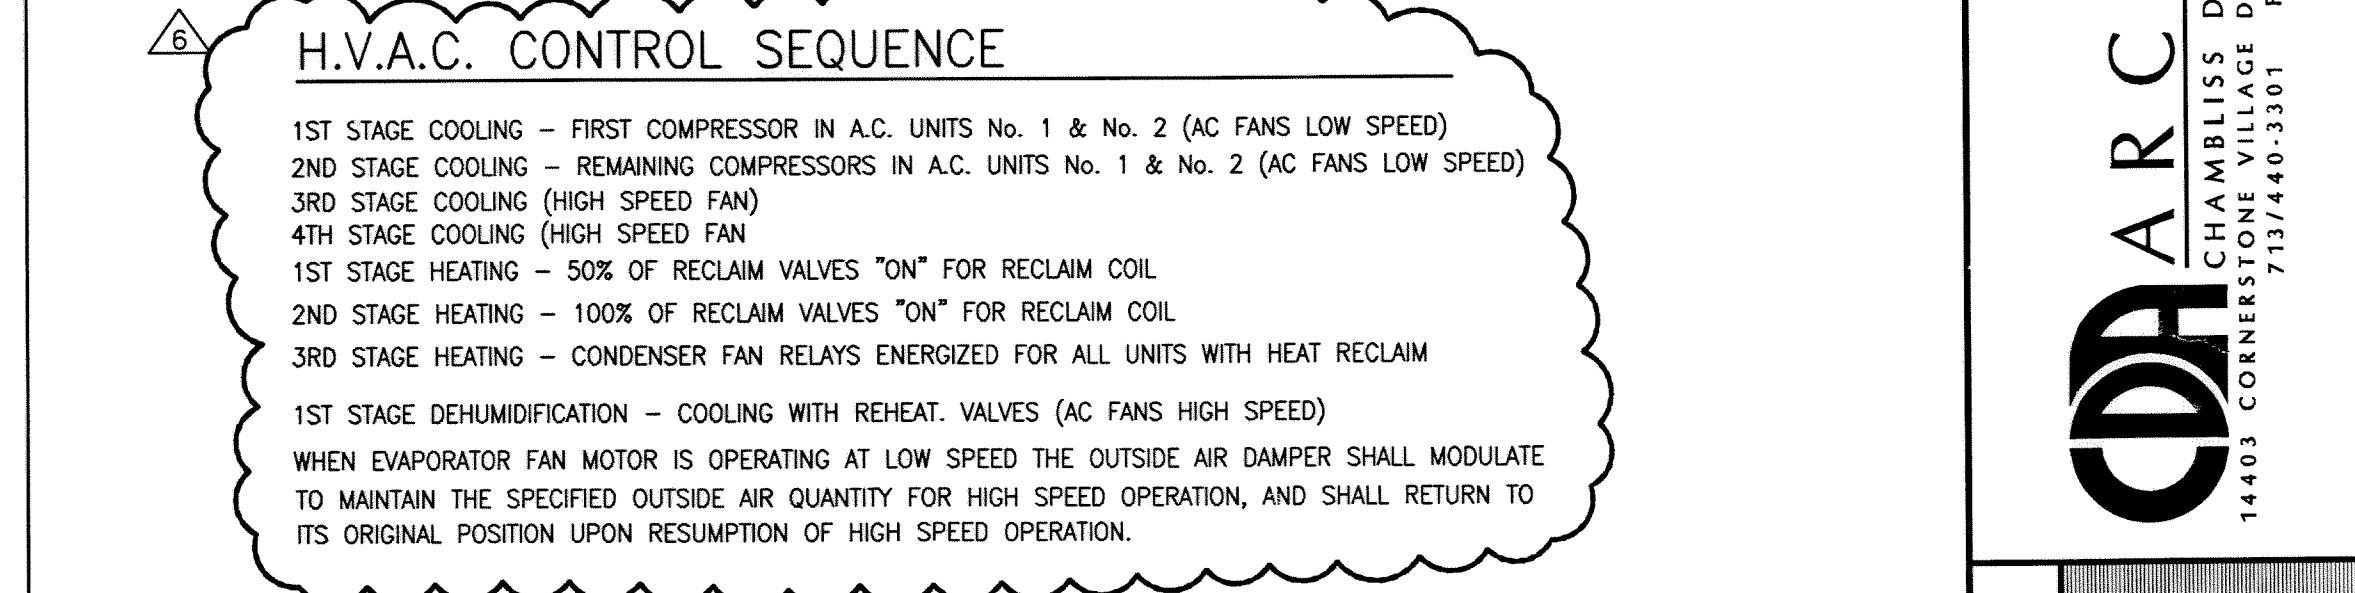 6
H.V.A.C. CONTROL SEQUENCE
1ST STAGE COOLING – FIRST COMPRESSOR IN A.C. UNITS No. 1 & No. 2 (AC FANS LOW SPEED)
2ND STAGE COOLING – REMAINING COMPRESSORS IN A.C. UNITS No. 1 & No. 2 (AC FANS LOW SPEED)
3RD STAGE COOLING (HIGH SPEED FAN)
4TH STAGE COOLING (HIGH SPEED FAN
1ST STAGE HEATING – 50% OF RECLAIM VALVES "ON" FOR RECLAIM COIL
2ND STAGE HEATING – 100% OF RECLAIM VALVES "ON" FOR RECLAIM COIL
3RD STAGE HEATING – CONDENSER FAN RELAYS ENERGIZED FOR ALL UNITS WITH HEAT RECLAIM
1ST STAGE DEHUMIDIFICATION – COOLING WITH REHEAT. VALVES (AC FANS HIGH SPEED)
WHEN EVAPORATOR FAN MOTOR IS OPERATING AT LOW SPEED THE OUTSIDE AIR DAMPER SHALL MODULATE
TO MAINTAIN THE SPECIFIED OUTSIDE AIR QUANTITY FOR HIGH SPEED OPERATION, AND SHALL RETURN TO
ITS ORIGINAL POSITION UPON RESUMPTION OF HIGH SPEED OPERATION.
CDA ARC
CHAMBLISS D
14403 CORNERSTONE VILLAGE D
713/440-3301